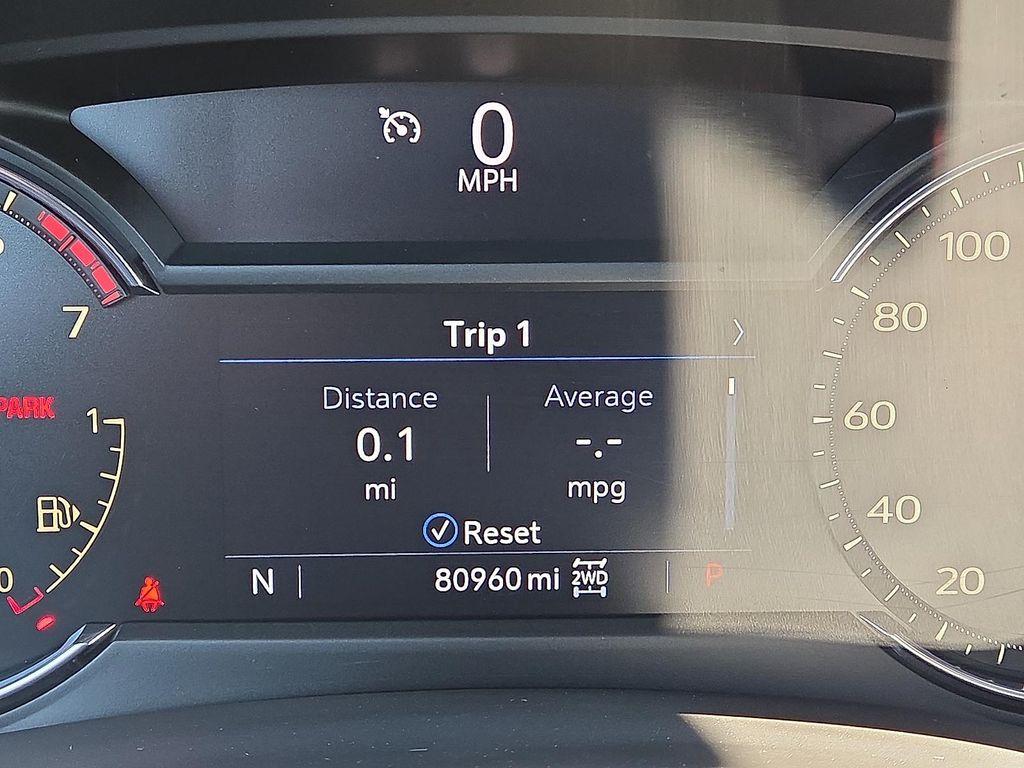 0
MPH
100
7
80
Trip 1
PARK
1
Distance
Average
60
0.1
-.-
mi
mpg
40
Reset
0
N
80960 mi
2WD
P
20